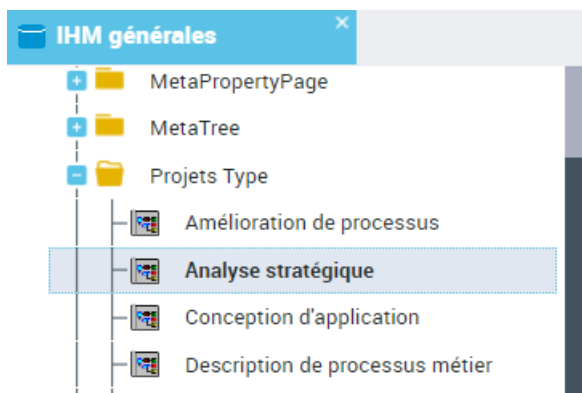 IHM générales
MetaPropertyPage
MetaTree
Projets Type
Amélioration de processus
Analyse stratégique
Conception d'application
Description de processus métier